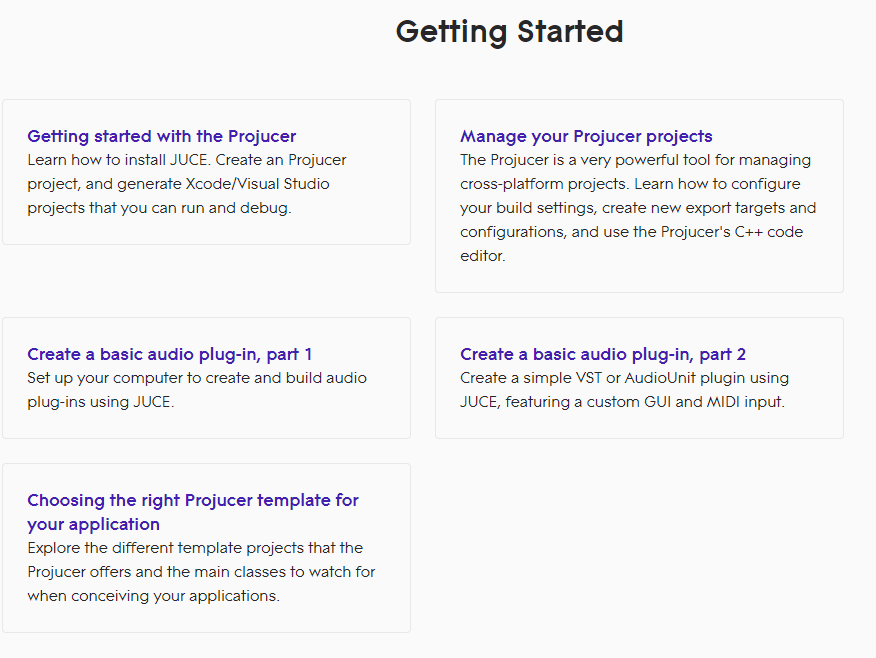 Getting Started
Getting started with the Projucer
Learn how to install JUCE. Create an Projucer
project, and generate Xcode/Visual Studio
projects that you can run and debug.
Manage your Projucer projects
The Projucer is a very powerful tool for managing
cross-platform projects. Learn how to configure
your build settings, create new export targets and
configurations, and use the Projucer's C++ code
editor.
Create a basic audio plug-in, part 1
Set up your computer to create and build audio
plug-ins using JUCE.
Create a basic audio plug-in, part 2
Create a simple VST or AudioUnit plugin using
JUCE, featuring a custom GUI and MIDI input.
Choosing the right Projucer template for
your application
Explore the different template projects that the
Projucer offers and the main classes to watch for
when conceiving your applications.